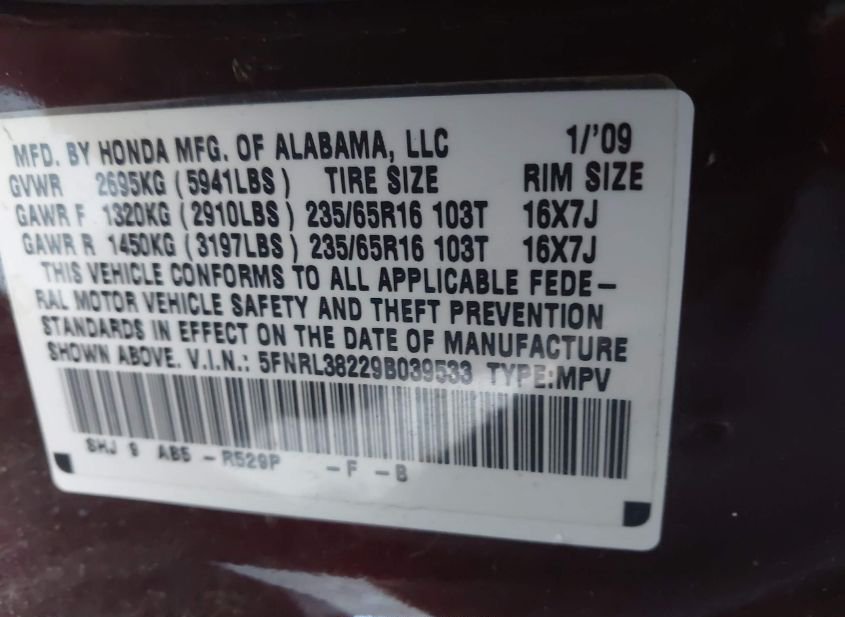 MFD. BY HONDA MFG. OF ALABAMA, LLC 1/'09
GVWR 2695KG (5941LBS) TIRE SIZE RIM SIZE
GAWR F 1320KG (2910LBS) 235/65R16 103T 16X7J
GAWR R 1450KG (3197LBS) 235/65R16 103T 16X7J
THIS VEHICLE CONFORMS TO ALL APPLICABLE FEDE-
RAL MOTOR VEHICLE SAFETY AND THEFT PREVENTION
STANDARDS IN EFFECT ON THE DATE OF MANUFACTURE
SHOWN ABOVE. V.I.N.: 5FNRL38229B039533 TYPE:MPV
SHJ 9 AB5 -R529P -F -B